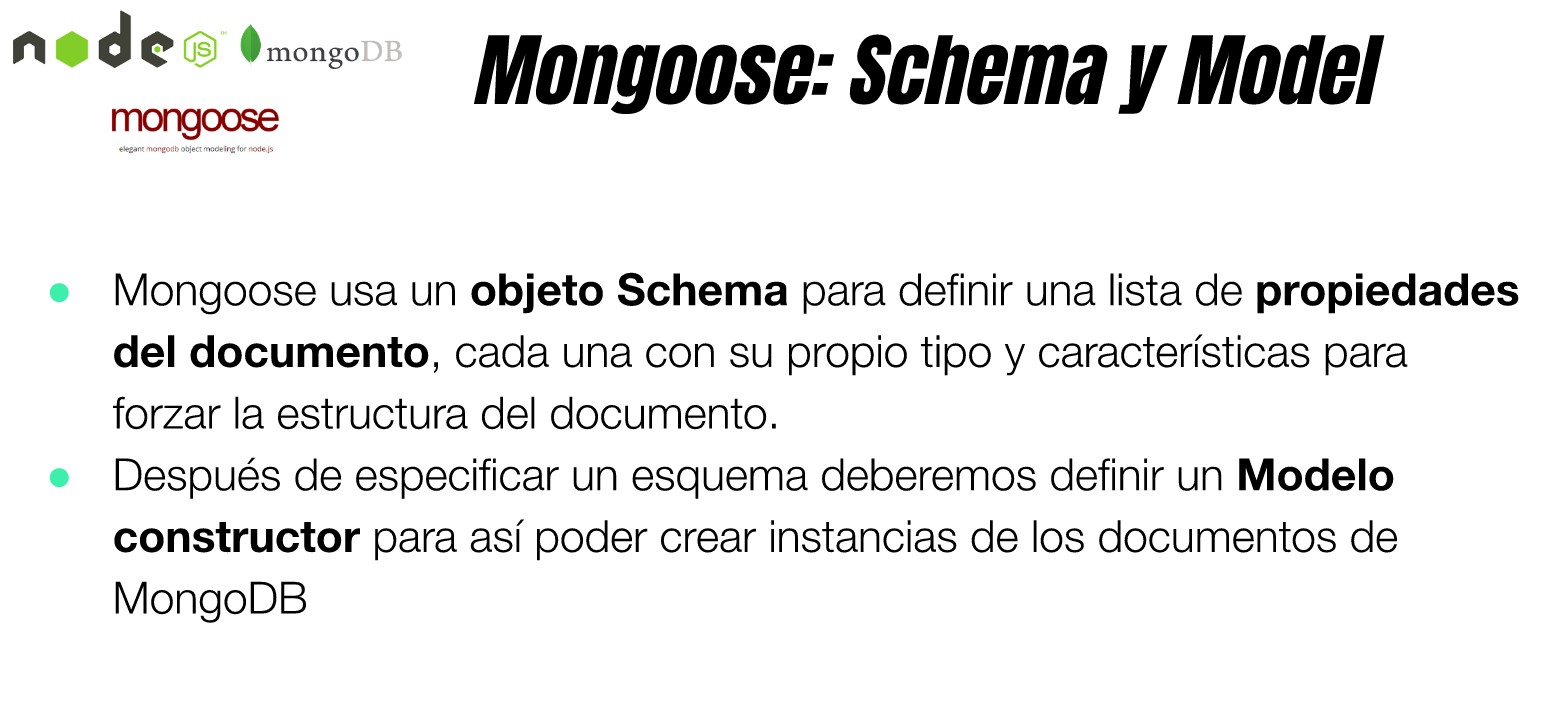 node JS ™ mongoDB
Mongoose: Schema y Model
mongoose
elegant mongodb object modeling for node.js
● Mongoose usa un objeto Schema para definir una lista de propiedades
del documento, cada una con su propio tipo y características para
forzar la estructura del documento.
● Después de especificar un esquema deberemos definir un Modelo
constructor para así poder crear instancias de los documentos de
MongoDB